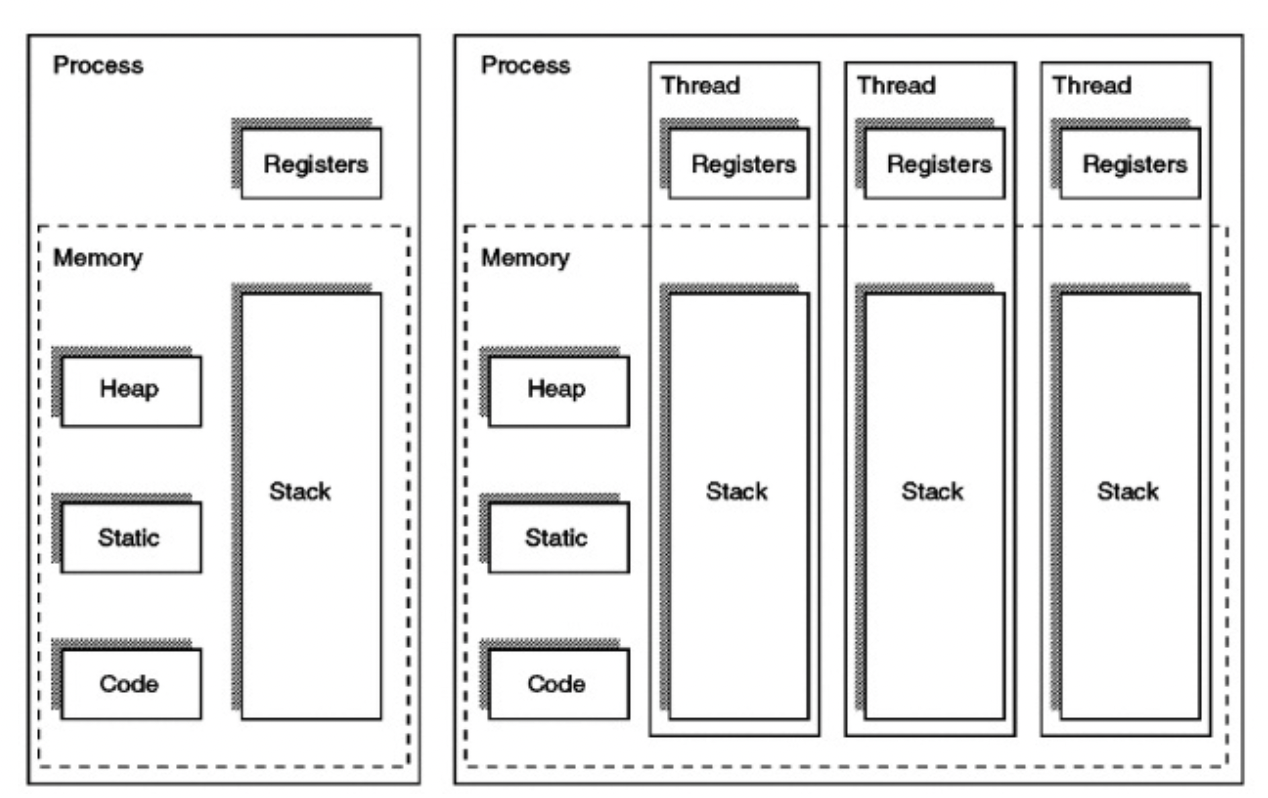 Process
Registers
Memory
Heap
Stack
Static
Code
Process
Thread
Thread
Thread
Registers
Registers
Registers
Memory
Heap
Stack
Stack
Stack
Static
Code